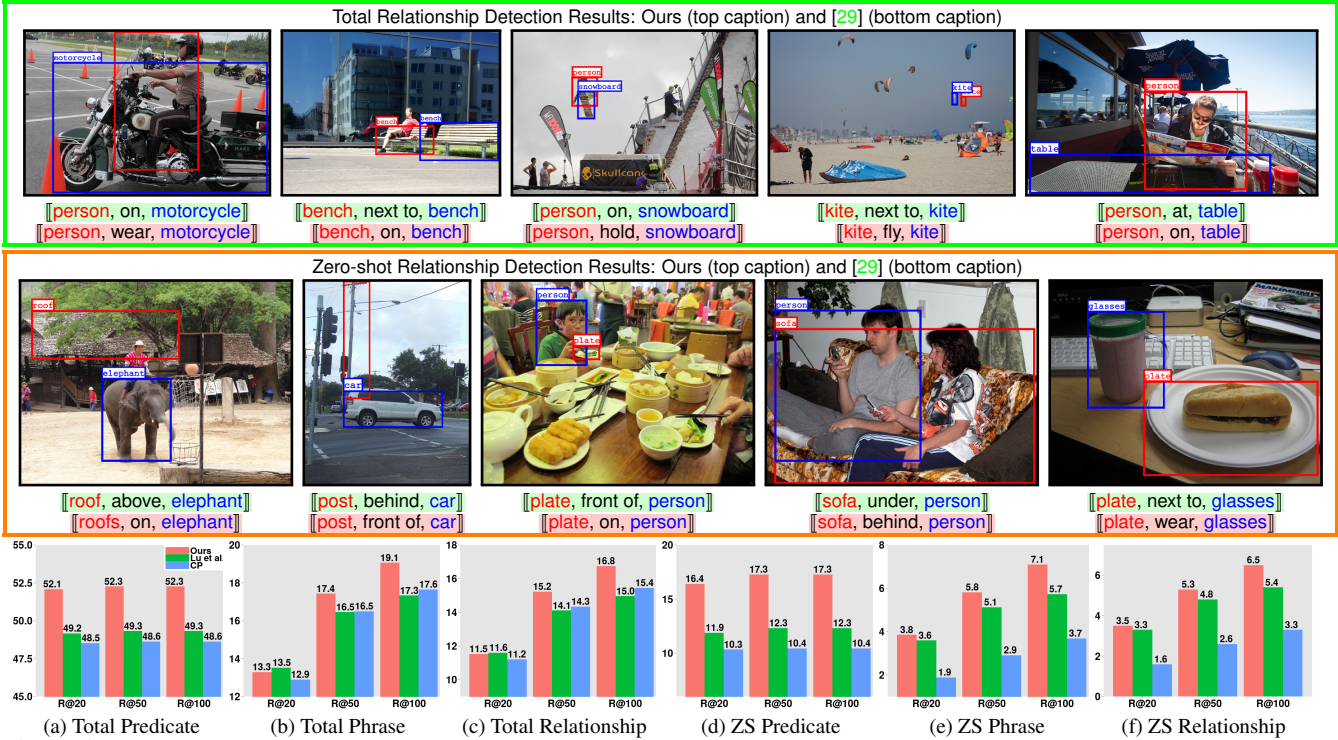 Total Relationship Detection Results: Ours (top caption) and [29] (bottom caption)
motorcycle
bench
bench
person
snowboard
kite
person
table
Skullcand
⟦person, on, motorcycle⟧
⟦person, wear, motorcycle⟧
⟦bench, next to, bench⟧
⟦bench, on, bench⟧
⟦person, on, snowboard⟧
⟦person, hold, snowboard⟧
⟦kite, next to, kite⟧
⟦kite, fly, kite⟧
⟦person, at, table⟧
⟦person, on, table⟧
Zero-shot Relationship Detection Results: Ours (top caption) and [29] (bottom caption)
roof
elephant
car
person
plate
person
sofa
glasses
plate
⟦roof, above, elephant⟧
⟦roofs, on, elephant⟧
⟦post, behind, car⟧
⟦post, front of, car⟧
⟦plate, front of, person⟧
⟦plate, on, person⟧
⟦sofa, under, person⟧
⟦sofa, behind, person⟧
⟦plate, next to, glasses⟧
⟦plate, wear, glasses⟧
Ours
Lu et al.
CP
55.0
52.5
50.0
47.5
45.0
52.1 49.2 48.5
52.3 49.3 48.6
52.3 49.3 48.6
R@20 R@50 R@100
(a) Total Predicate
20
18
16
14
12
13.3 13.5 12.9
17.4 16.5 16.5
19.1 17.3 17.6
R@20 R@50 R@100
(b) Total Phrase
18
16
14
12
10
11.5 11.6 11.2
15.2 14.1 14.3
16.8 15.0 15.4
R@20 R@50 R@100
(c) Total Relationship
20
15
10
16.4 11.9 10.3
17.3 12.3 10.4
17.3 12.3 10.4
R@20 R@50 R@100
(d) ZS Predicate
8
6
4
2
3.8 3.6 1.9
5.8 5.1 2.9
7.1 5.7 3.7
R@20 R@50 R@100
(e) ZS Phrase
6
4
2
0
3.5 3.3 1.6
5.3 4.8 2.6
6.5 5.4 3.3
R@20 R@50 R@100
(f) ZS Relationship